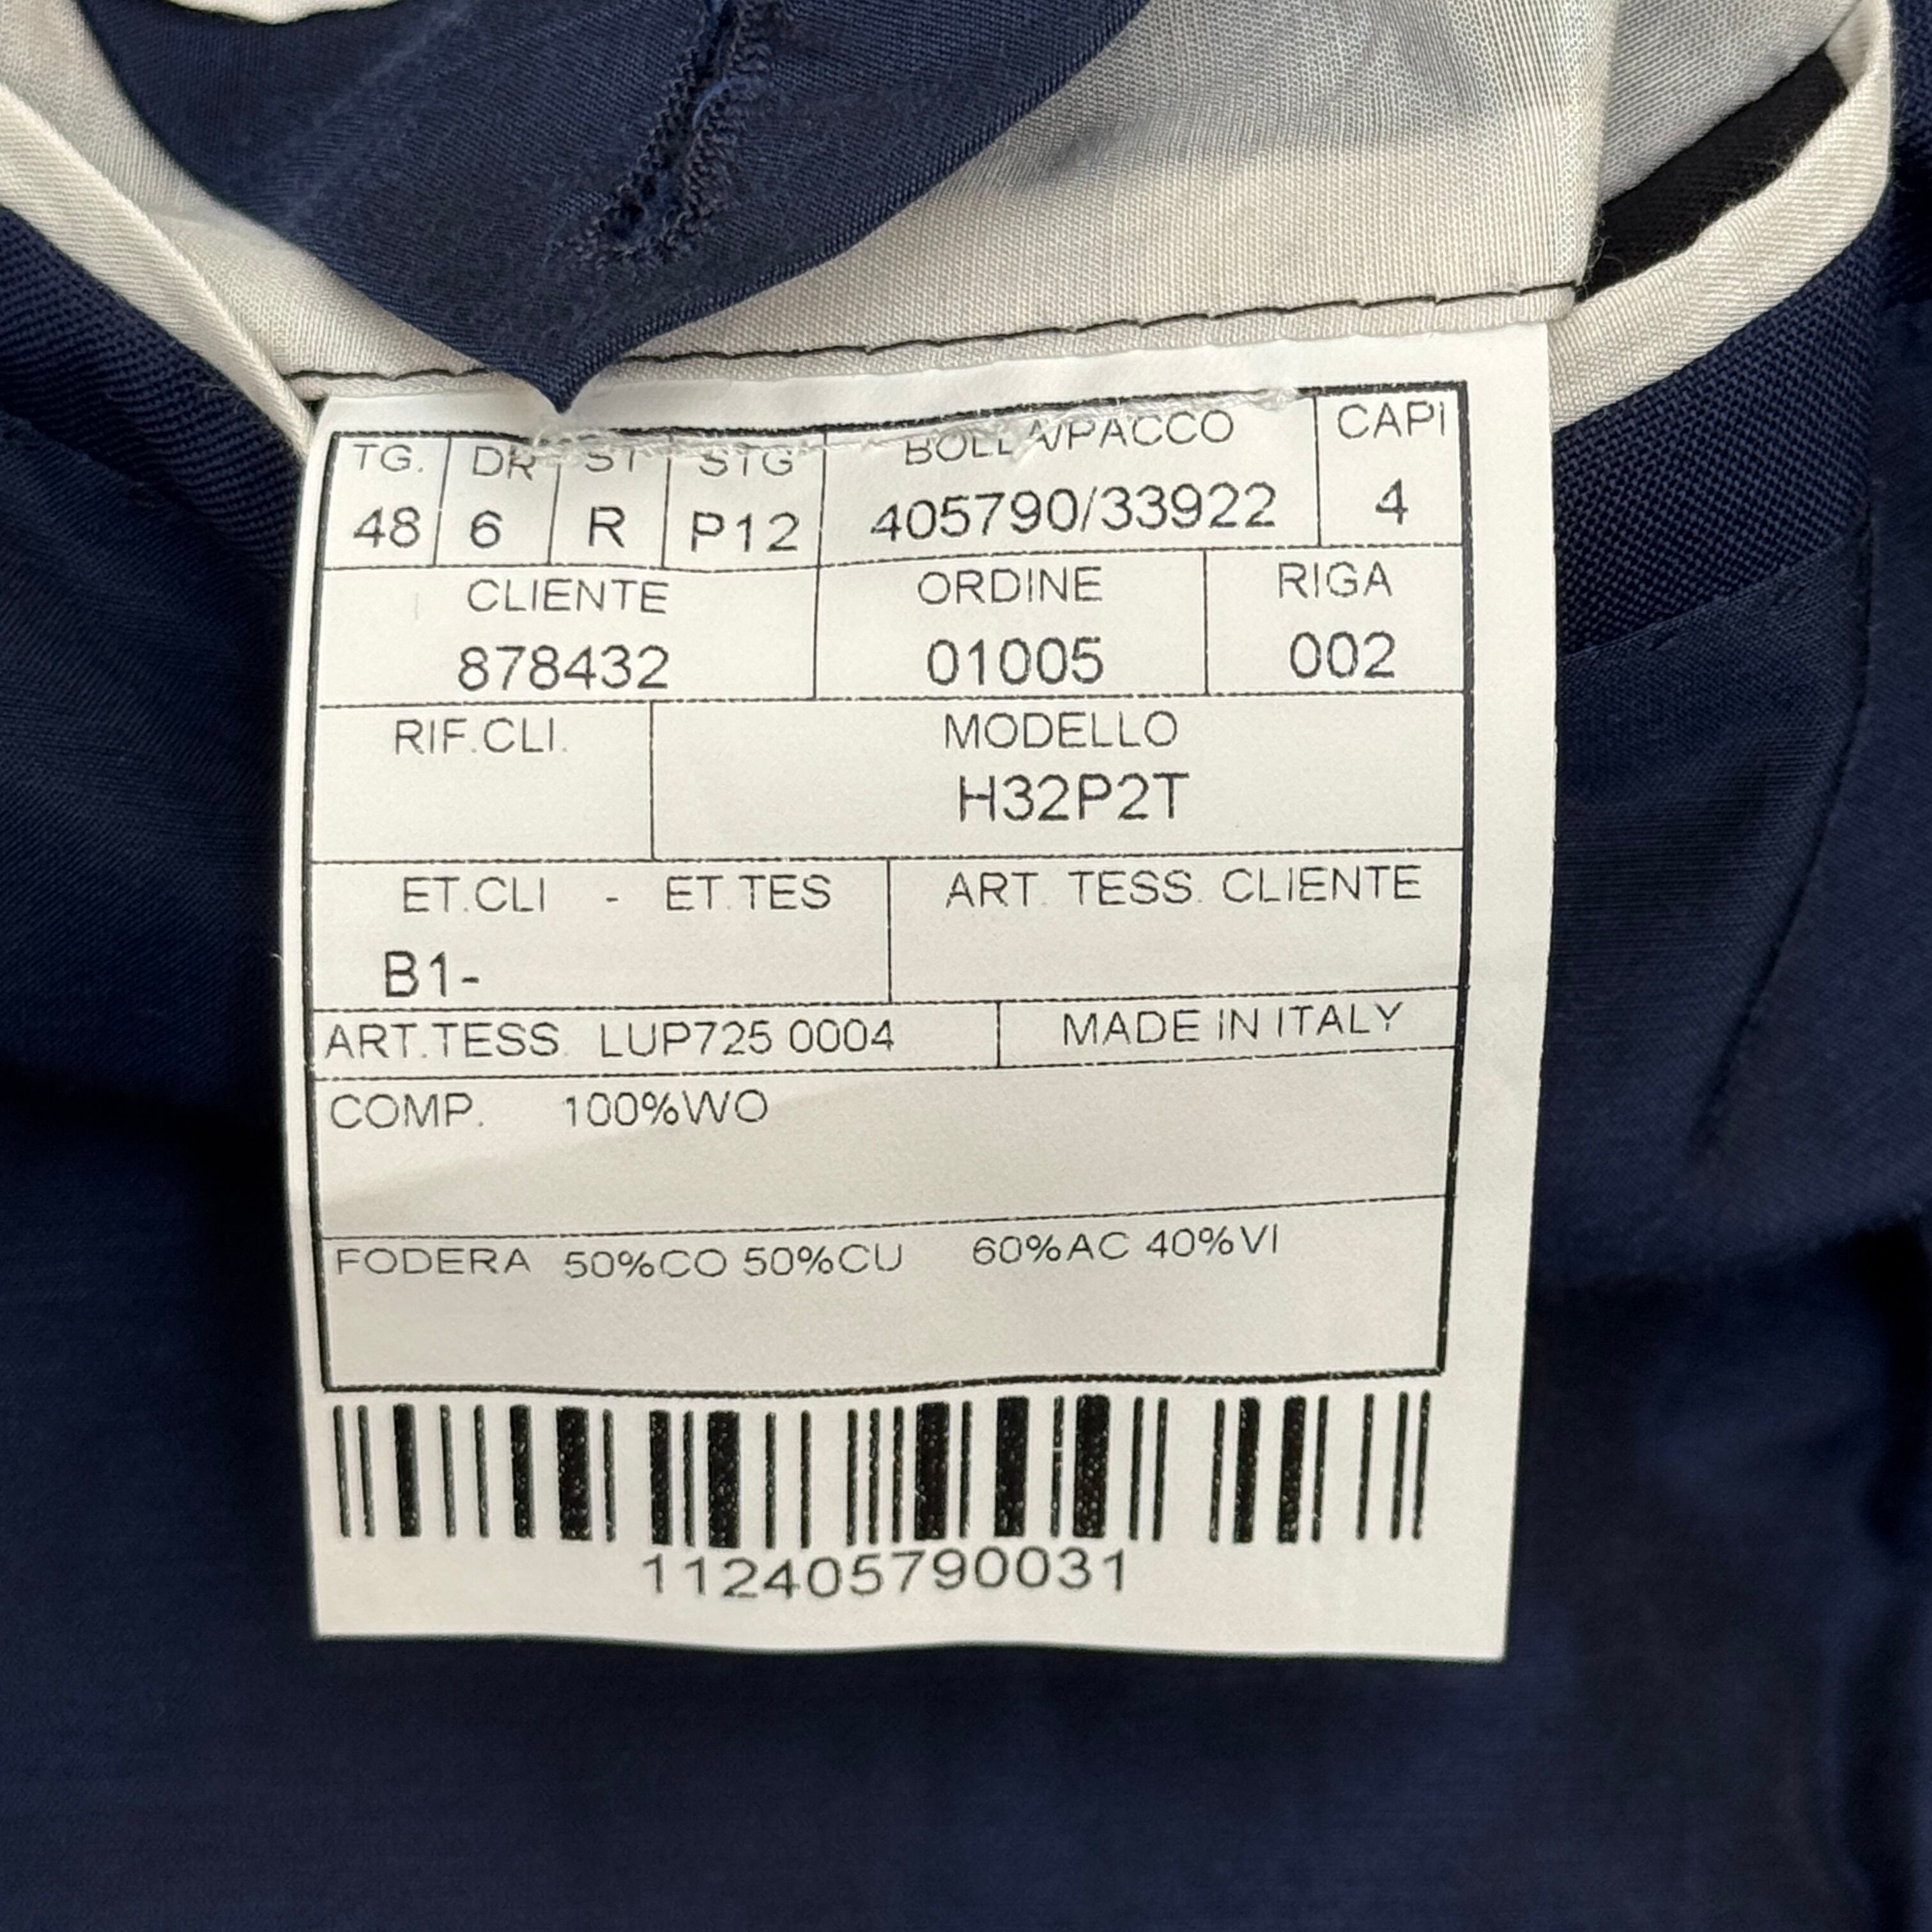 TG. DR ST STG BOLLA/PACCO CAPI
48 6 R P12 405790/33922 4
CLIENTE ORDINE RIGA
878432 01005 002
RIF.CLI. MODELLO
H32P2T
ET.CLI - ET.TES ART. TESS. CLIENTE
B1-
ART.TESS. LUP725 0004 MADE IN ITALY
COMP. 100%WO
FODERA 50%CO 50%CU 60%AC 40%VI
112405790031